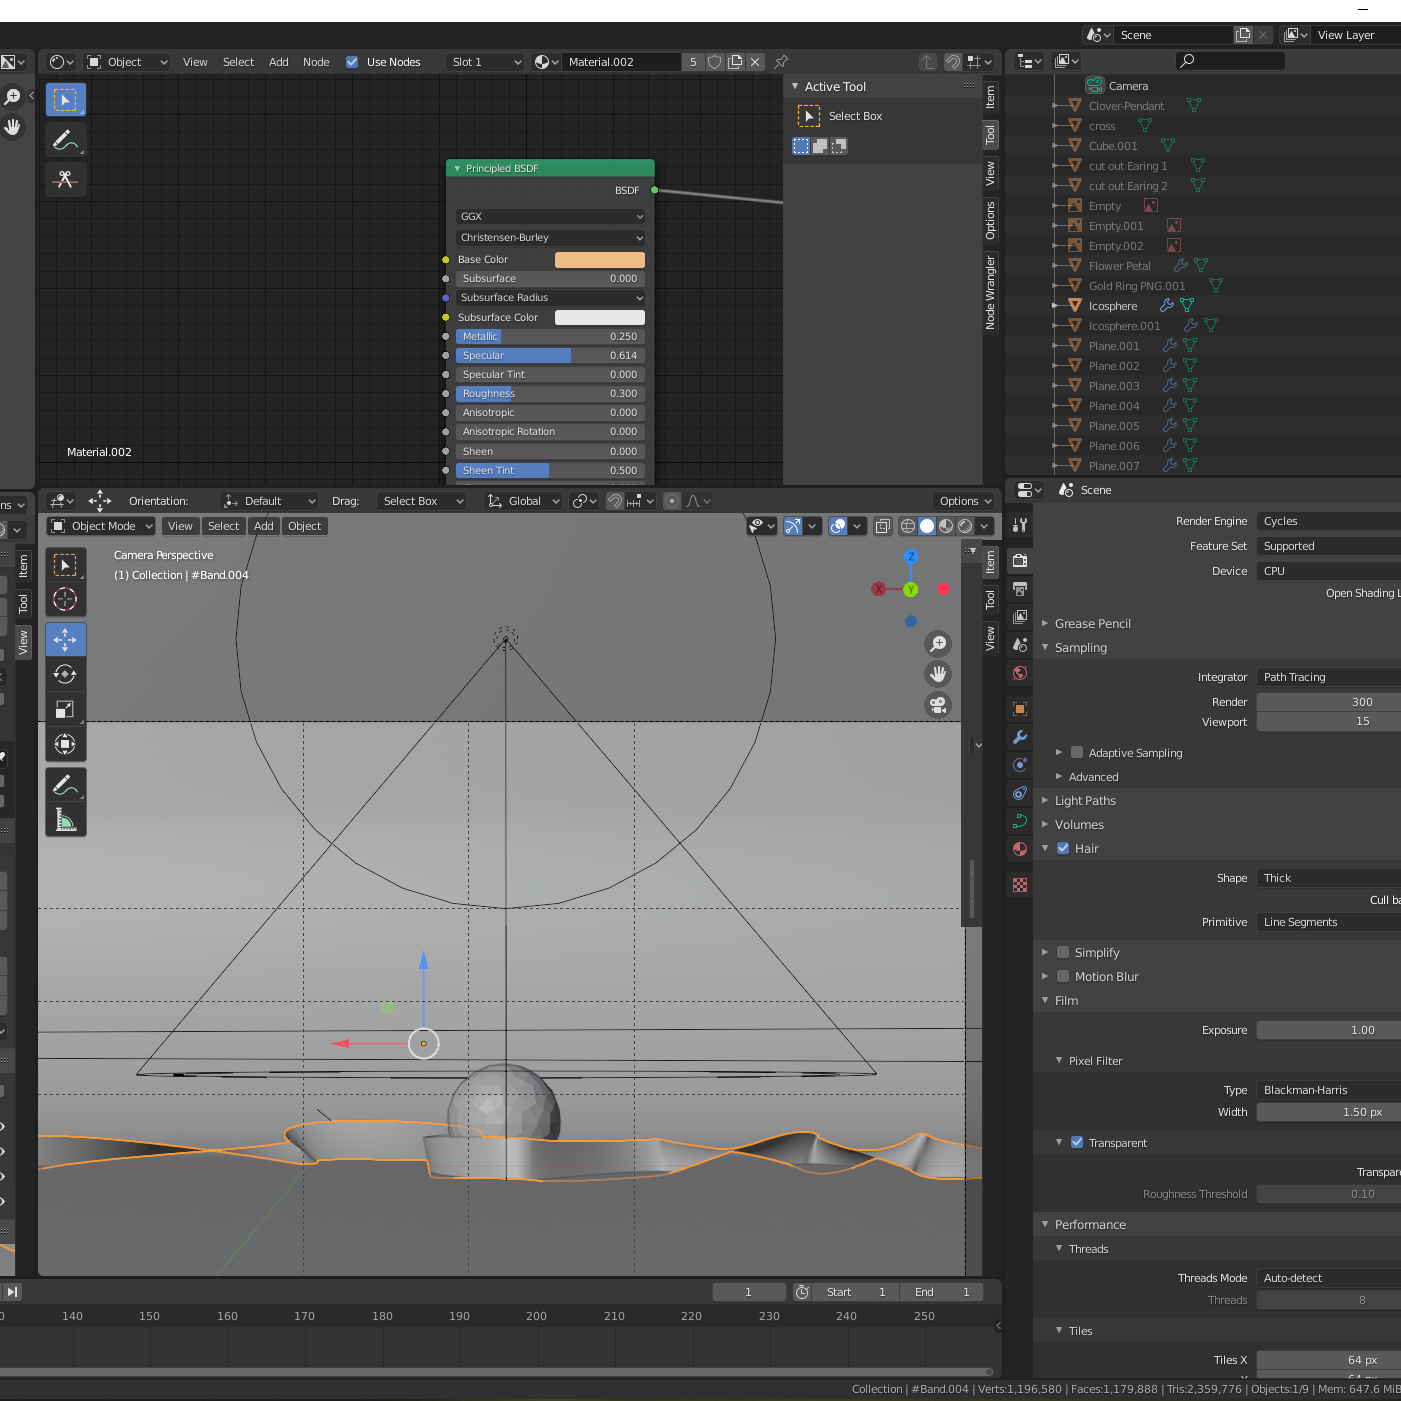 Scene
View Layer
Object
View
Select
Add
Node
Use Nodes
Slot 1
Material.002
5
Active Tool
Select Box
Item
Tool
View
Options
Node Wrangler
Principled BSDF
BSDF
GGX
Christensen-Burley
Base Color
Subsurface 0.000
Subsurface Radius
Subsurface Color
Metallic 0.250
Specular 0.614
Specular Tint 0.000
Roughness 0.300
Anisotropic 0.000
Anisotropic Rotation 0.000
Sheen 0.000
Sheen Tint 0.500
Material.002
Camera
Clover-Pendant
cross
Cube.001
cut out Earing 1
cut out Earing 2
Empty
Empty.001
Empty.002
Flower Petal
Gold Ring PNG.001
Icosphere
Icosphere.001
Plane.001
Plane.002
Plane.003
Plane.004
Plane.005
Plane.006
Plane.007
ns
Orientation:
Default
Drag:
Select Box
Global
Options
Object Mode
View
Select
Add
Object
Camera Perspective
(1) Collection | #Band.004
Z
X
Y
Item
Tool
View
Item
Tool
View
Scene
Render Engine Cycles
Feature Set Supported
Device CPU
Open Shading L
Grease Pencil
Sampling
Integrator Path Tracing
Render 300
Viewport 15
Adaptive Sampling
Advanced
Light Paths
Volumes
Hair
Shape Thick
Cull ba
Primitive Line Segments
Simplify
Motion Blur
Film
Exposure 1.00
Pixel Filter
Type Blackman-Harris
Width 1.50 px
Transparent
Transpare
Roughness Threshold 0.10
Performance
Threads
Threads Mode Auto-detect
Threads 8
Tiles
Tiles X 64 px
1
Start 1
End 1
140 150 160 170 180 190 200 210 220 230 240 250
Collection | #Band.004 | Verts:1,196,580 | Faces:1,179,888 | Tris:2,359,776 | Objects:1/9 | Mem: 647.6 MiB